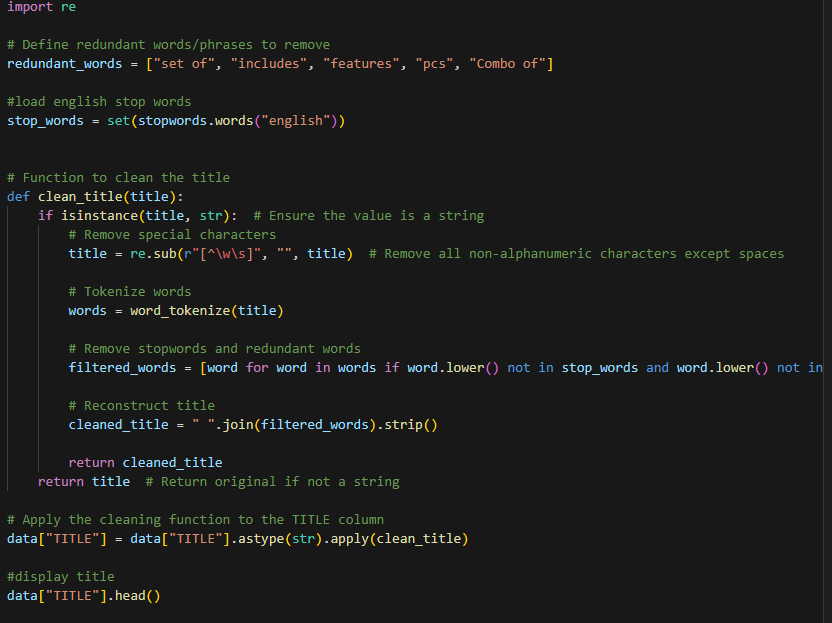 import re
# Define redundant words/phrases to remove
redundant_words = ["set of", "includes", "features", "pcs", "Combo of"]
#load english stop words
stop_words = set(stopwords.words("english"))
# Function to clean the title
def clean_title(title):
if isinstance(title, str):  # Ensure the value is a string
# Remove special characters
title = re.sub(r"[^\w\s]", "", title)  # Remove all non-alphanumeric characters except spaces
# Tokenize words
words = word_tokenize(title)
# Remove stopwords and redundant words
filtered_words = [word for word in words if word.lower() not in stop_words and word.lower() not in
# Reconstruct title
cleaned_title = " ".join(filtered_words).strip()
return cleaned_title
return title  # Return original if not a string
# Apply the cleaning function to the TITLE column
data["TITLE"] = data["TITLE"].astype(str).apply(clean_title)
#display title
data["TITLE"].head()